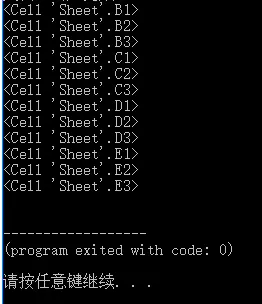 <Cell 'Sheet'.B1>
<Cell 'Sheet'.B2>
<Cell 'Sheet'.B3>
<Cell 'Sheet'.C1>
<Cell 'Sheet'.C2>
<Cell 'Sheet'.C3>
<Cell 'Sheet'.D1>
<Cell 'Sheet'.D2>
<Cell 'Sheet'.D3>
<Cell 'Sheet'.E1>
<Cell 'Sheet'.E2>
<Cell 'Sheet'.E3>
------------------
(program exited with code: 0)
请按任意键继续. . .